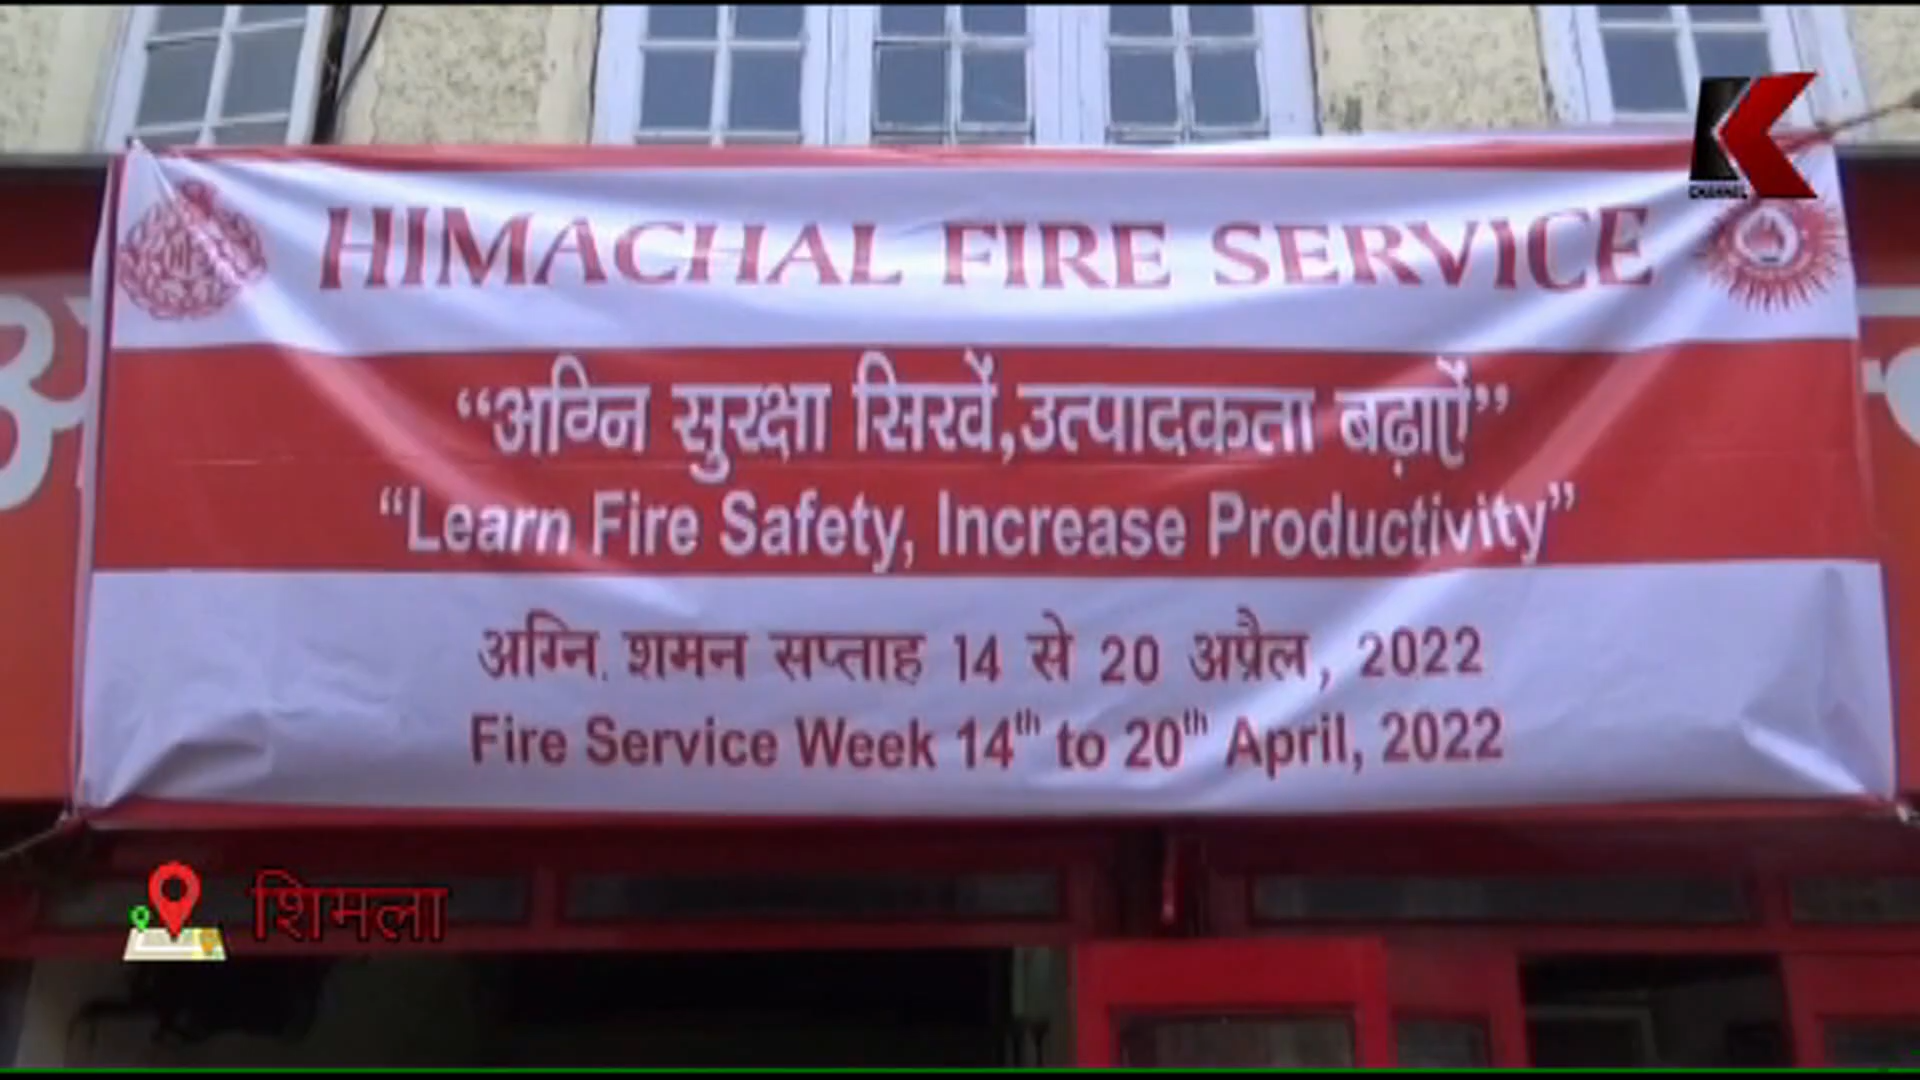 K
CHANNEL
HIMACHAL FIRE SERVICE
“अग्नि सुरक्षा सिखें,उत्पादकता बढ़ाऐं”
“Learn Fire Safety, Increase Productivity”
अग्नि. शमन सप्ताह 14 से 20 अप्रैल, 2022
Fire Service Week 14th to 20th April, 2022
शिमला